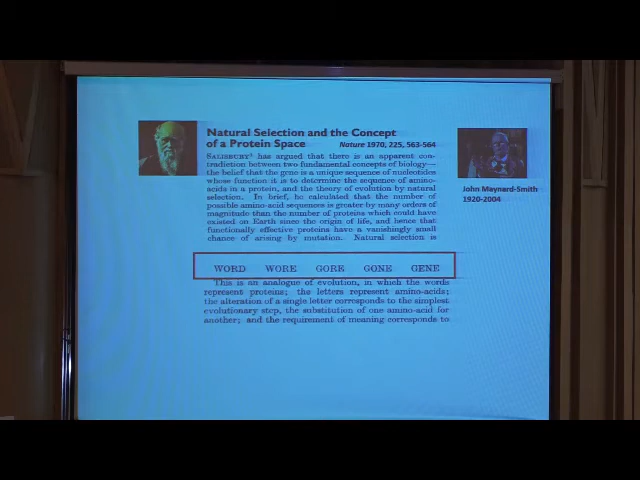 Natural Selection and the Concept
of a Protein Space Nature 1970, 225, 563-564
SALISBURY¹ has argued that there is an apparent con-
tradiction between two fundamental concepts of biology—
the belief that the gene is a unique sequence of nucleotides
whose function it is to determine the sequence of amino-
acids in a protein, and the theory of evolution by natural
selection. In brief, he calculated that the number of
possible amino-acid sequences is greater by many orders of
magnitude than the number of proteins which could have
existed on Earth since the origin of life, and hence that
functionally effective proteins have a vanishingly small
chance of arising by mutation. Natural selection is
John Maynard-Smith
1920-2004
WORD WORE GORE GONE GENE
This is an analogue of evolution, in which the words
represent proteins; the letters represent amino-acids;
the alteration of a single letter corresponds to the simplest
evolutionary step, the substitution of one amino-acid for
another; and the requirement of meaning corresponds to